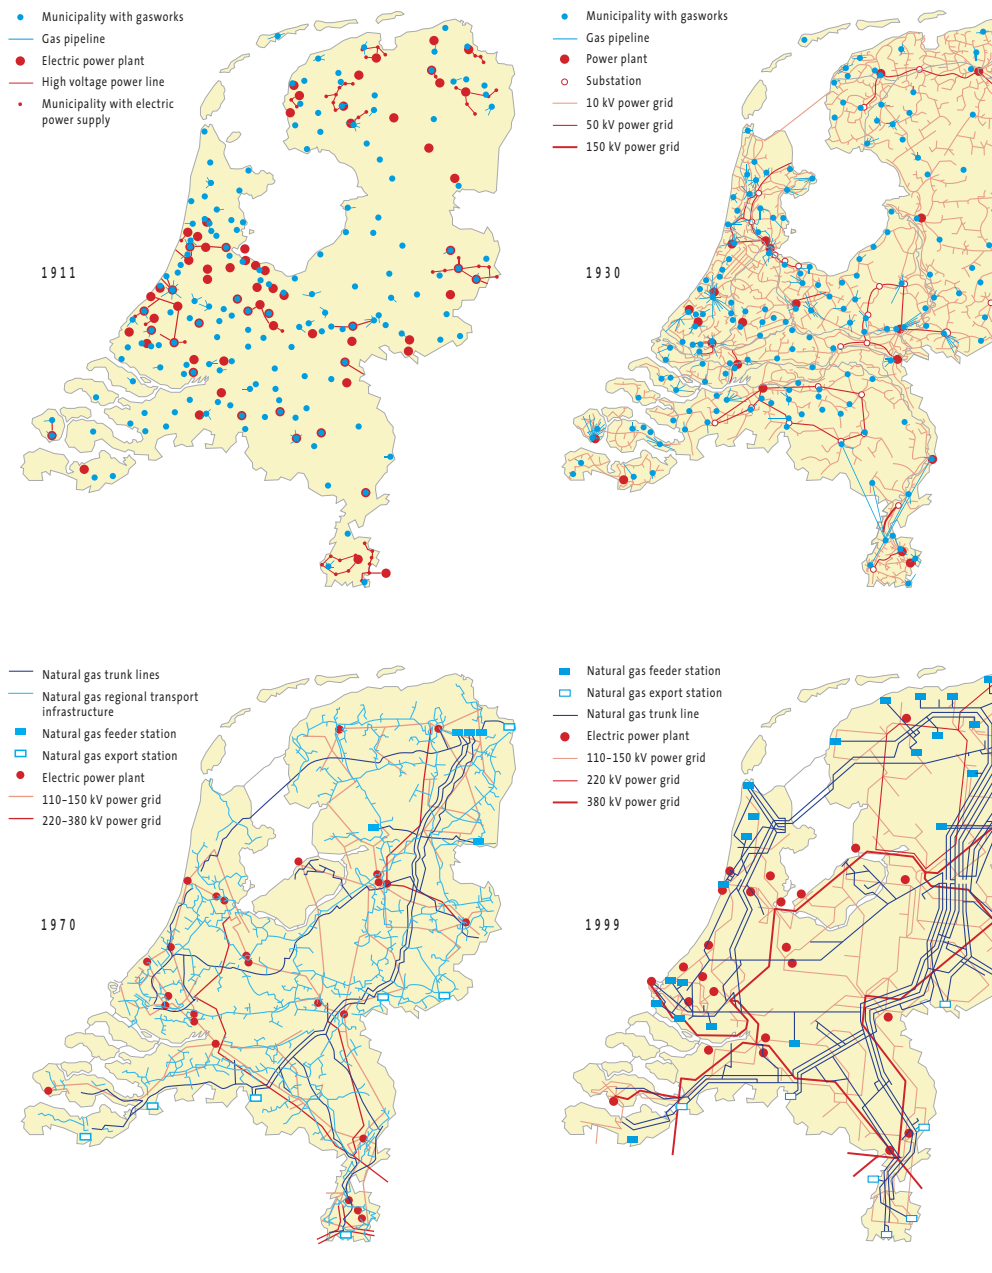 Municipality with gasworks
Gas pipeline
Electric power plant
High voltage power line
Municipality with electric
power supply
1911
Municipality with gasworks
Gas pipeline
Power plant
Substation
10 kV power grid
50 kV power grid
150 kV power grid
1930
Natural gas trunk lines
Natural gas regional transport
infrastructure
Natural gas feeder station
Natural gas export station
Electric power plant
110–150 kV power grid
220–380 kV power grid
1970
Natural gas feeder station
Natural gas export station
Natural gas trunk line
Electric power plant
110–150 kV power grid
220 kV power grid
380 kV power grid
1999